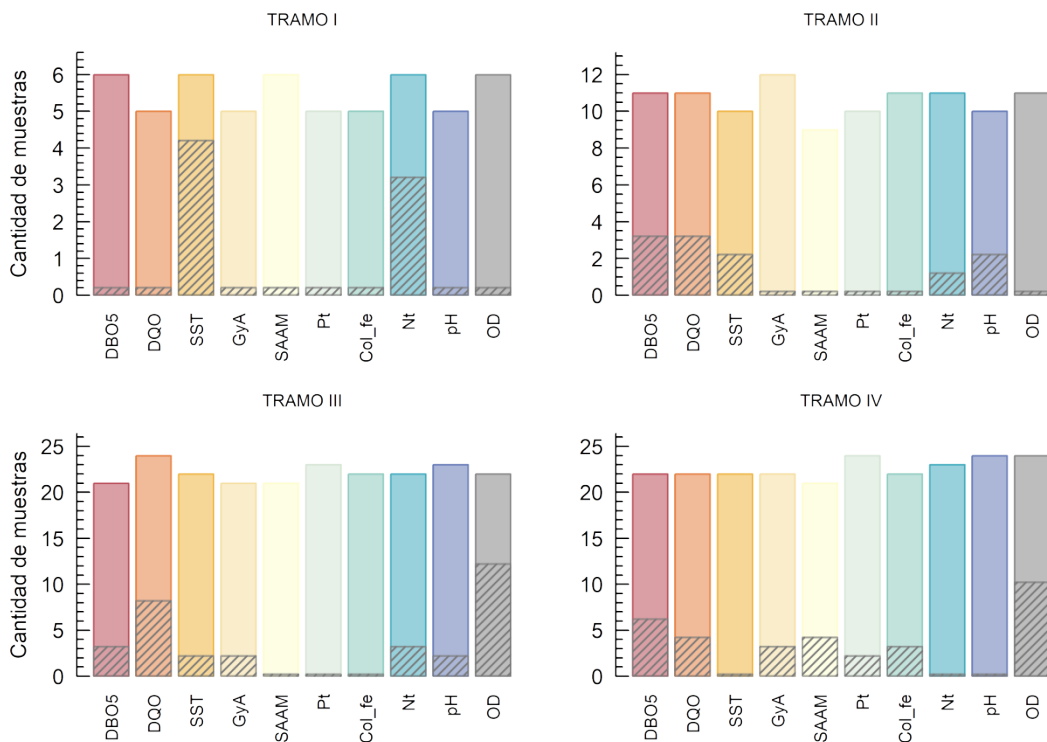 TRAMO I
Cantidad de muestras
6
5
4
3
2
1
0
DBO5 DQO SST GyA SAAM Pt Col_fe Nt pH OD
TRAMO II
12
10
8
6
4
2
0
DBO5 DQO SST GyA SAAM Pt Col_fe Nt pH OD
TRAMO III
Cantidad de muestras
25
20
15
10
5
0
DBO5 DQO SST GyA SAAM Pt Col_fe Nt pH OD
TRAMO IV
25
20
15
10
5
0
DBO5 DQO SST GyA SAAM Pt Col_fe Nt pH OD